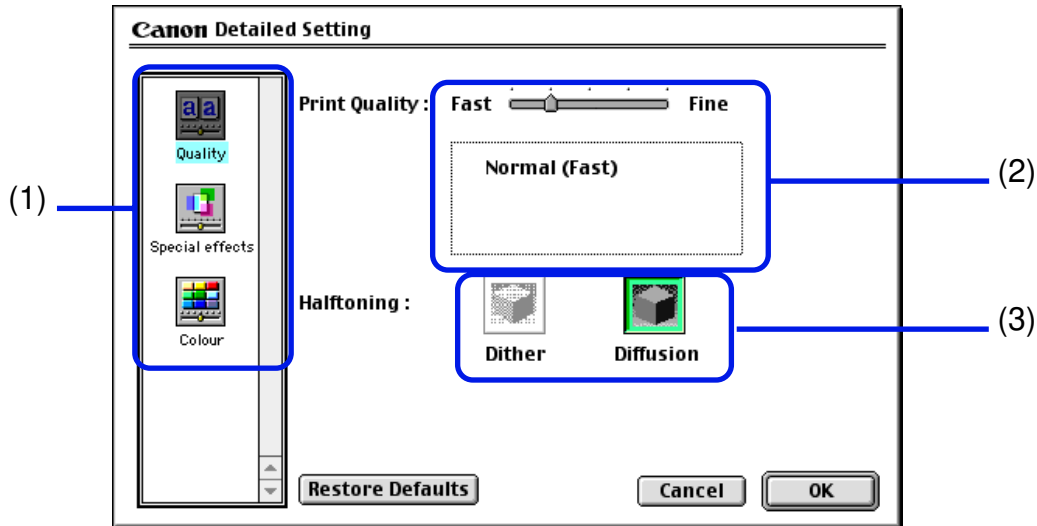 Canon Detailed Setting
aa
Quality
Special effects
Colour
(1)
Print Quality : Fast Fine
Normal (Fast)
(2)
Halftoning :
Dither Diffusion
(3)
Restore Defaults Cancel OK